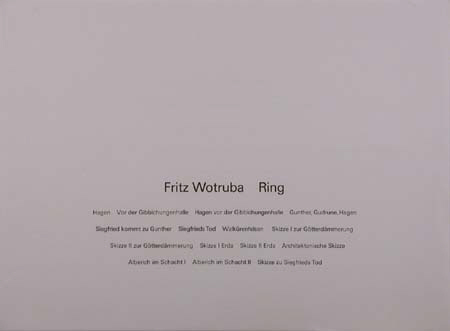 Fritz Wotruba Ring
Hagen Vor der Gibichungenhalle Hagen vor der Gibichungenhalle Gunther, Gudrune, Hagen
Siegfried kommt zu Gunther Siegfrieds Tod Walkürenfelsen Skizze I zur Götterdämmerung
Skizze II zur Götterdämmerung Skizze I Erda Skizze II Erda Architektonische Skizze
Alberich im Schacht I Alberich im Schacht II Skizze zu Siegfrieds Tod